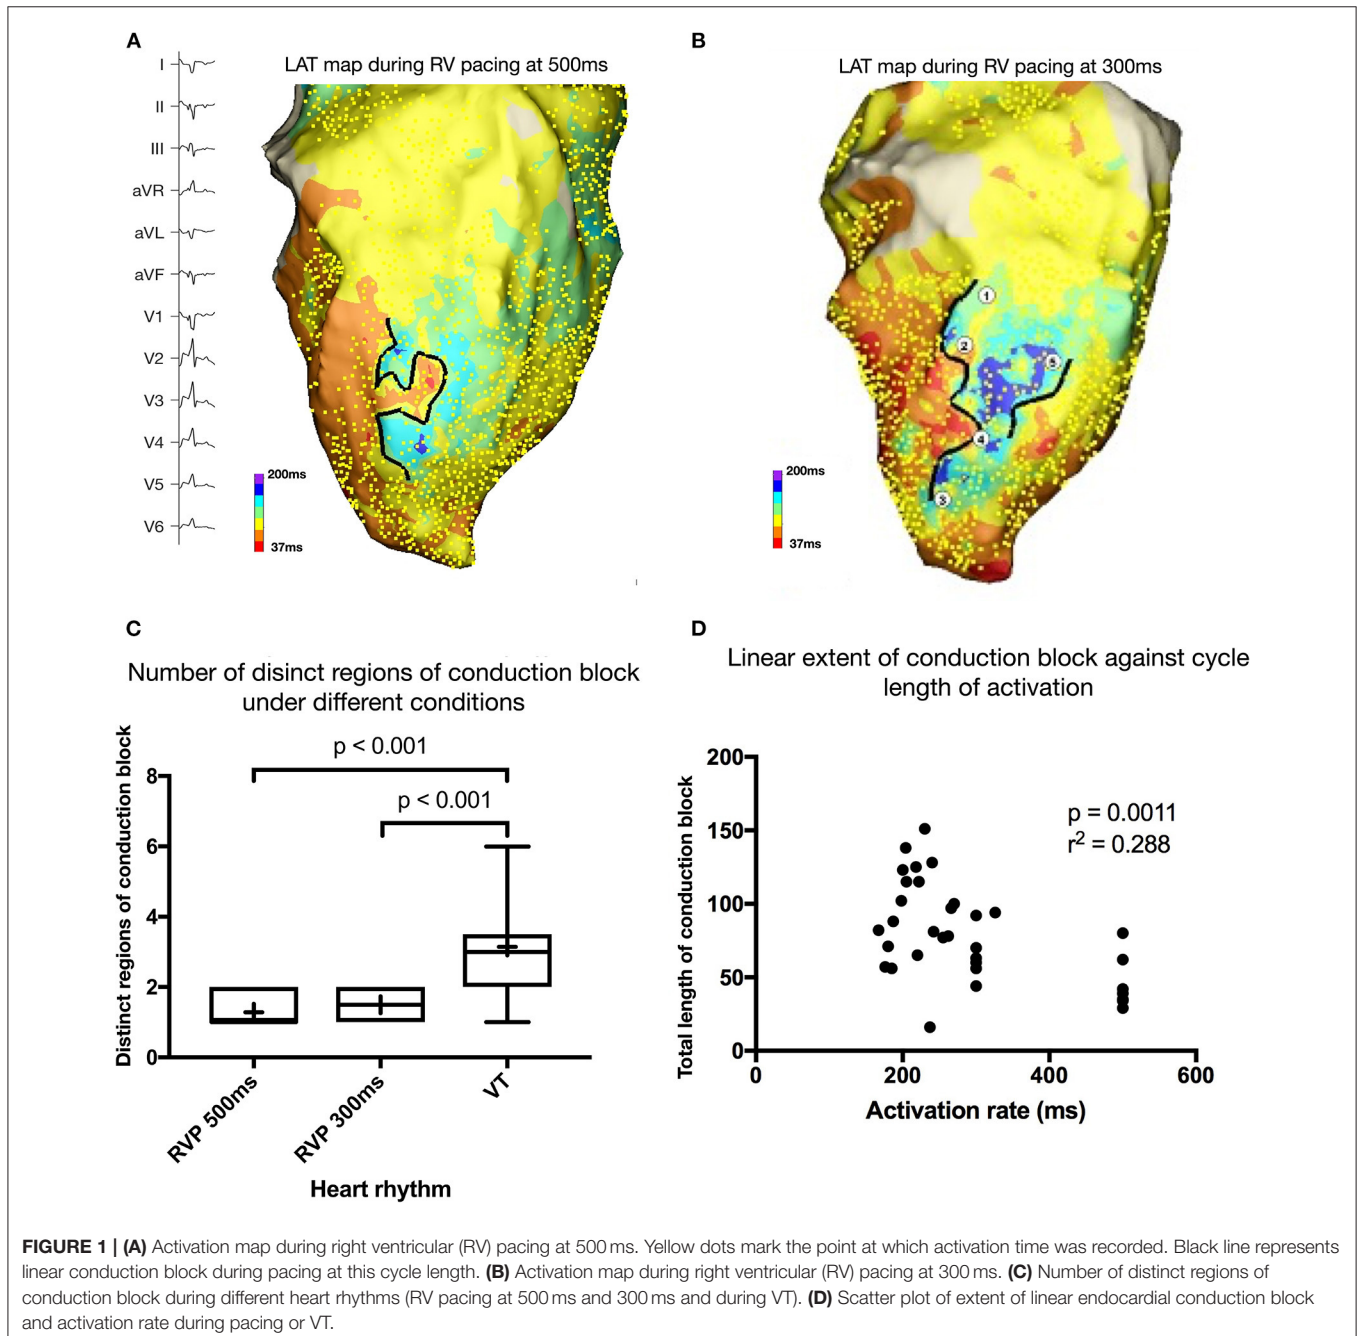 A
LAT map during RV pacing at 500ms
I
II
III
aVR
aVL
aVF
V1
V2
V3
V4
V5
V6
200ms
37ms
B
LAT map during RV pacing at 300ms
1
2
5
4
3
200ms
37ms
C
Number of disinct regions of conduction block
under different conditions
Distinct regions of conduction block
p < 0.001
p < 0.001
8
6
4
2
0
RVP 500ms
RVP 300ms
VT
Heart rhythm
D
Linear extent of conduction block against cycle
length of activation
Total length of conduction block
p = 0.0011
r² = 0.288
200
150
100
50
0
0 200 400 600
Activation rate (ms)
FIGURE 1 | (A) Activation map during right ventricular (RV) pacing at 500 ms. Yellow dots mark the point at which activation time was recorded. Black line represents
linear conduction block during pacing at this cycle length. (B) Activation map during right ventricular (RV) pacing at 300 ms. (C) Number of distinct regions of
conduction block during different heart rhythms (RV pacing at 500 ms and 300 ms and during VT). (D) Scatter plot of extent of linear endocardial conduction block
and activation rate during pacing or VT.